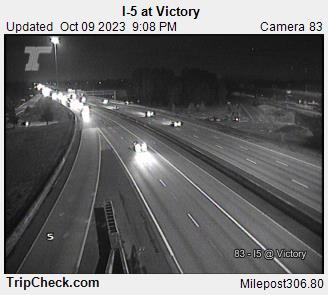 I-5 at Victory
Updated Oct 09 2023 9:08 PM Camera 83
T
S
83 - I5 @ Victory
TripCheck.com Milepost306.80